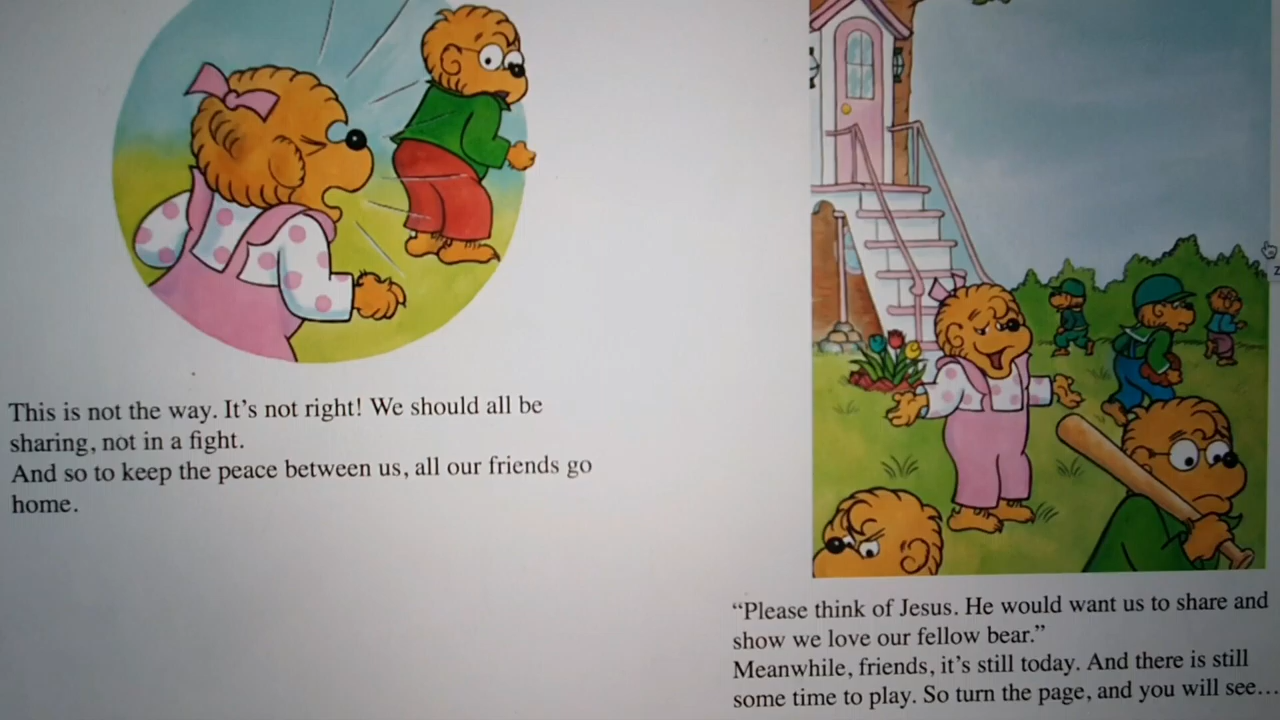 This is not the way. It's not right! We should all be
sharing, not in a fight.
And so to keep the peace between us, all our friends go
home.
“Please think of Jesus. He would want us to share and
show we love our fellow bear.”
Meanwhile, friends, it's still today. And there is still
some time to play. So turn the page, and you will see…